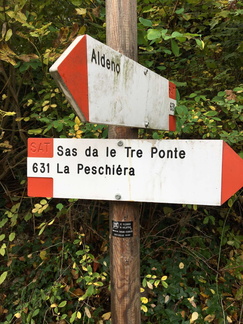 Aldeno
SAT
631
Sas da le Tre Ponte
La Peschiéra